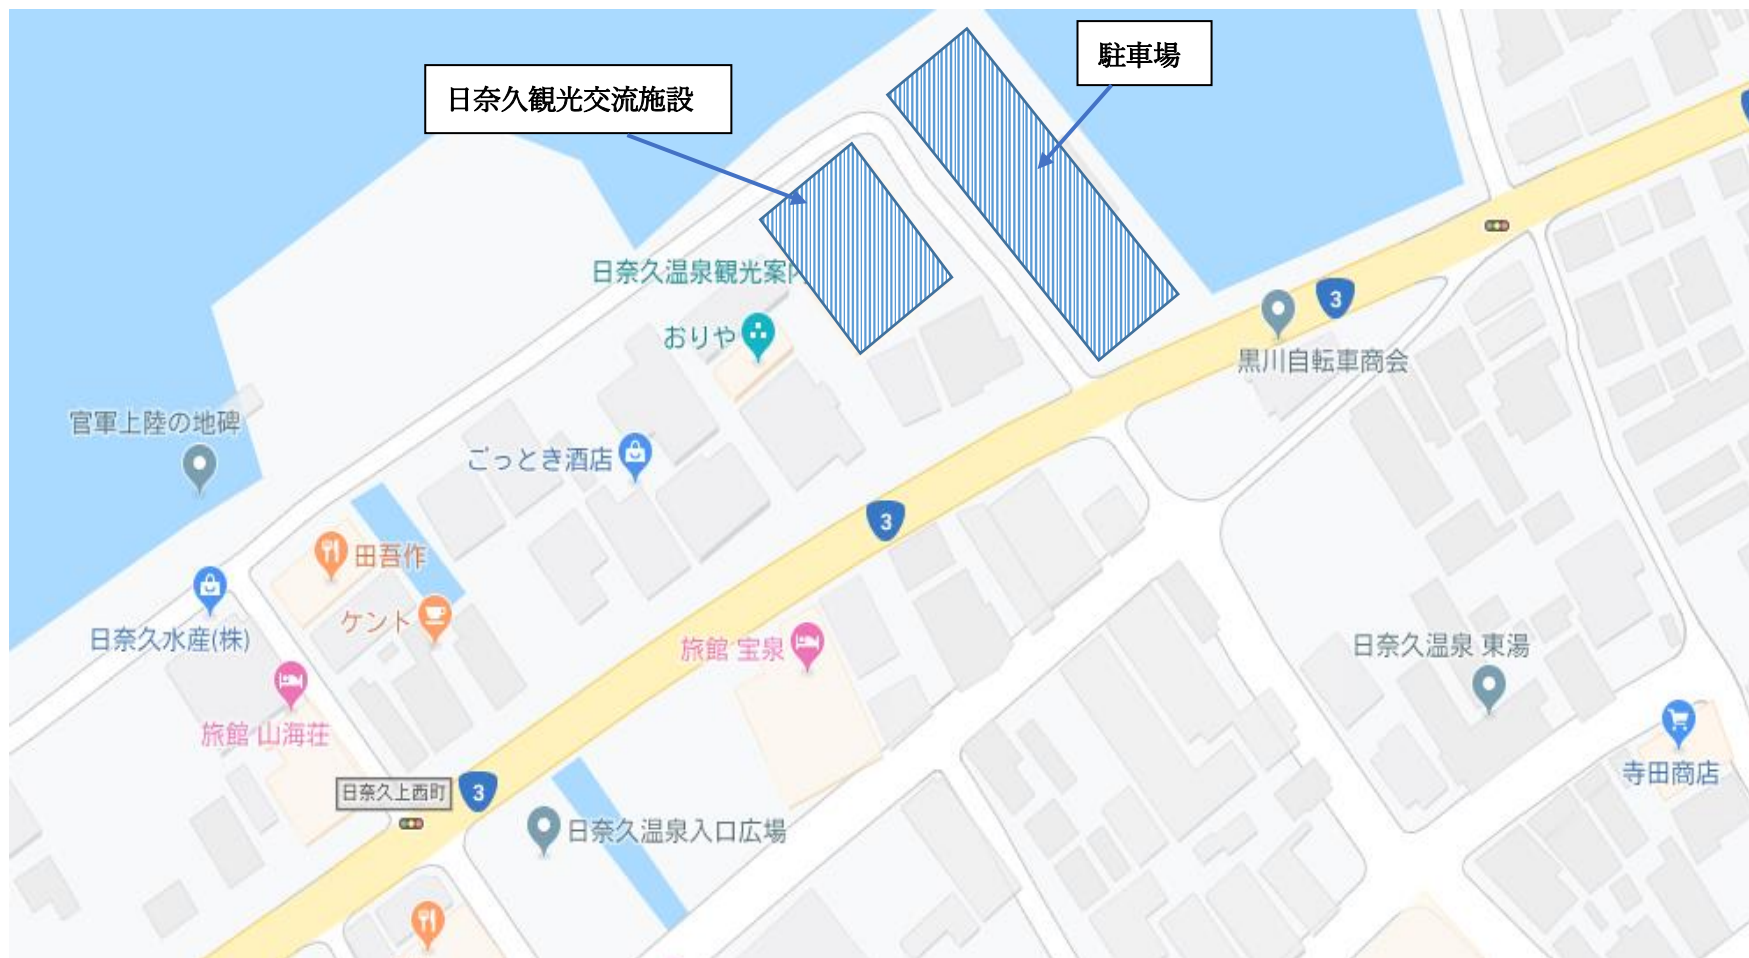 駐車場
日奈久観光交流施設
日奈久温泉観光案内
3
おりや
黒川自転車商会
官軍上陸の地碑
ごっとき酒店
3
田吾作
ケント
日奈久水産(株)
旅館 宝泉
日奈久温泉 東湯
旅館 山海荘
寺田商店
日奈久上西町
3
日奈久温泉入口広場